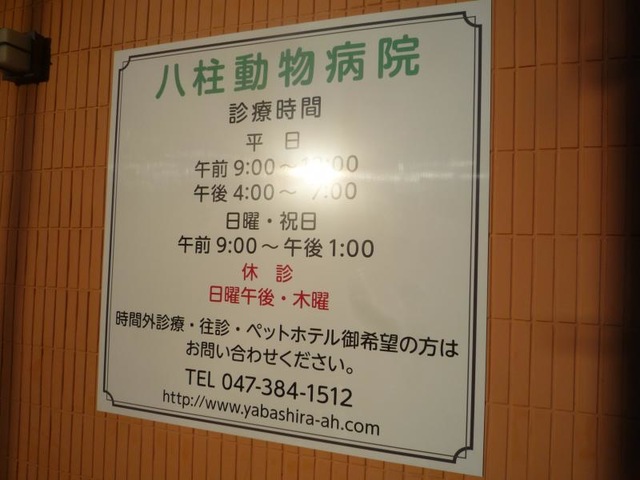 八柱動物病院
診療時間
平 日
午前 9:00～12:00
午後 4:00～ 7:00
日曜・祝日
午前 9:00～午後 1:00
休 診
日曜午後・木曜
時間外診療・往診・ペットホテル御希望の方は
お問い合わせください。
TEL 047-384-1512
http://www.yabashira-ah.com